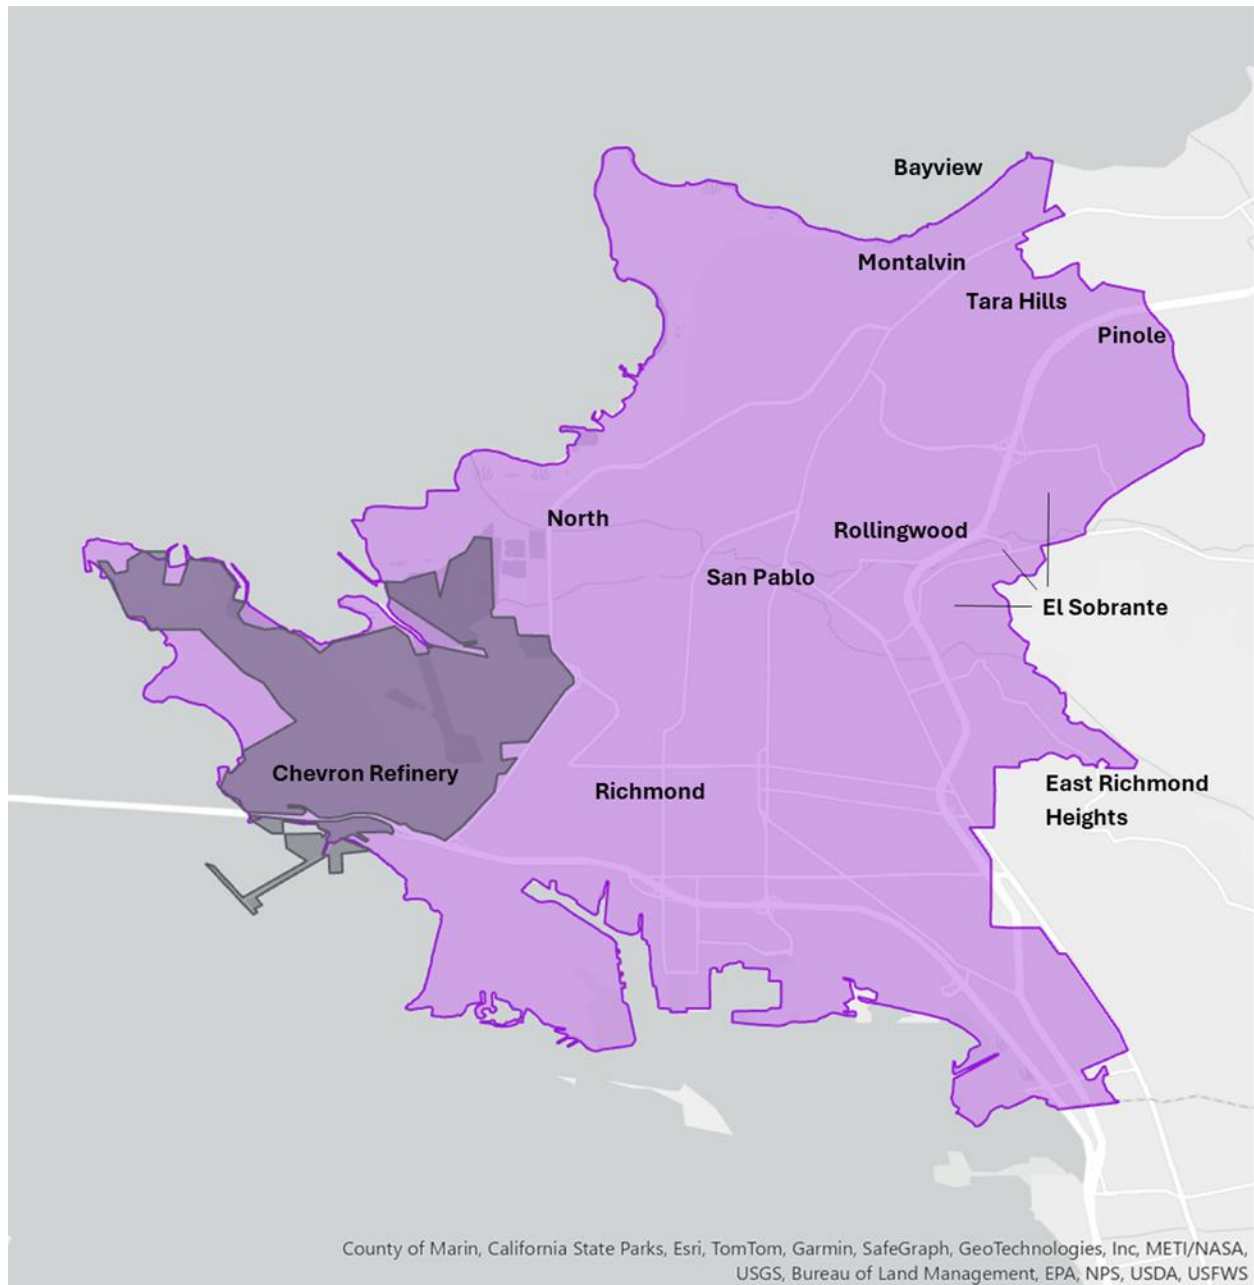 Bayview
Montalvin
Tara Hills
Pinole
North
Rollingwood
San Pablo
El Sobrante
Chevron Refinery
Richmond
East Richmond
Heights
County of Marin, California State Parks, Esri, TomTom, Garmin, SafeGraph, GeoTechnologies, Inc, METI/NASA,
USGS, Bureau of Land Management, EPA, NPS, USDA, USFWS